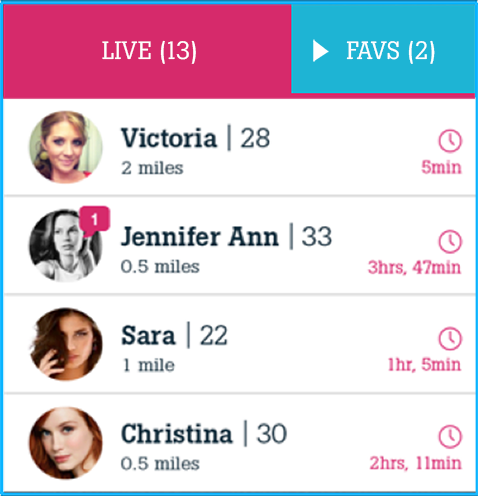 LIVE (13) FAVS (2)
Victoria | 28
2 miles 5min
1
Jennifer Ann | 33
0.5 miles 3hrs, 47min
Sara | 22
1 mile 1hr, 5min
Christina | 30
0.5 miles 2hrs, 11min